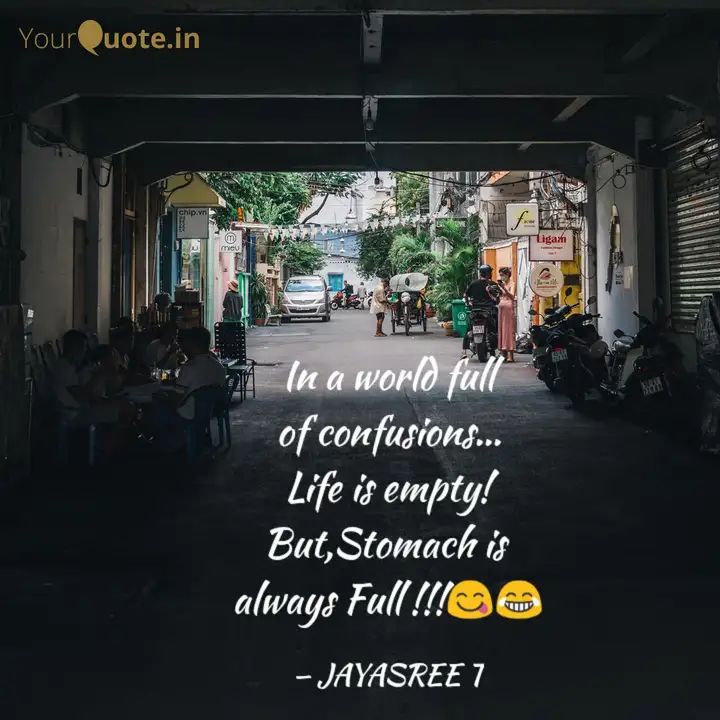 YourQuote.in
chip.vn
mieu
Ligam
In a world full
of confusions...
Life is empty!
But,Stomach is
always Full !!!😋😂
– JAYASREE 7